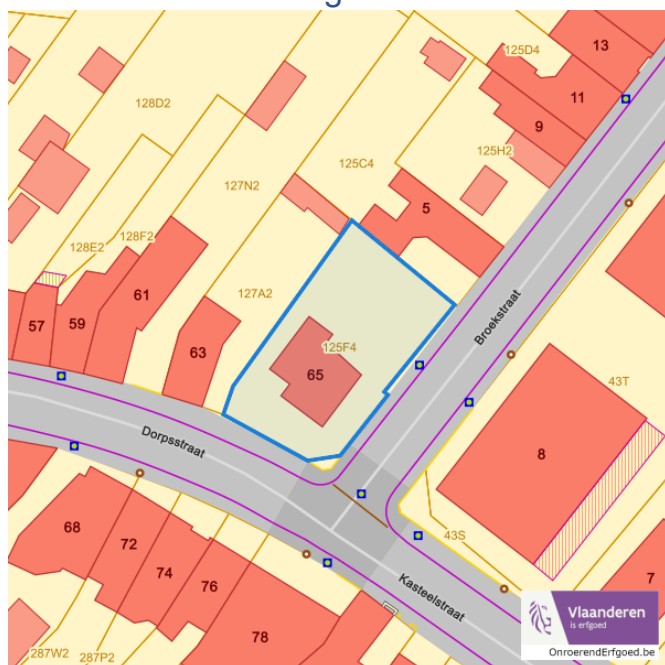 125D4
13
11
9
128D2
125C4
125H2
127N2
5
128F2
128E2
61
127A2
57
59
63
125F4
65
Broekstraat
43T
Dorpsstraat
8
68
72
74
76
78
43S
Kasteelstraat
7
287W2
287P2
Vlaanderen
is erfgoed
OnroerendErfgoed.be